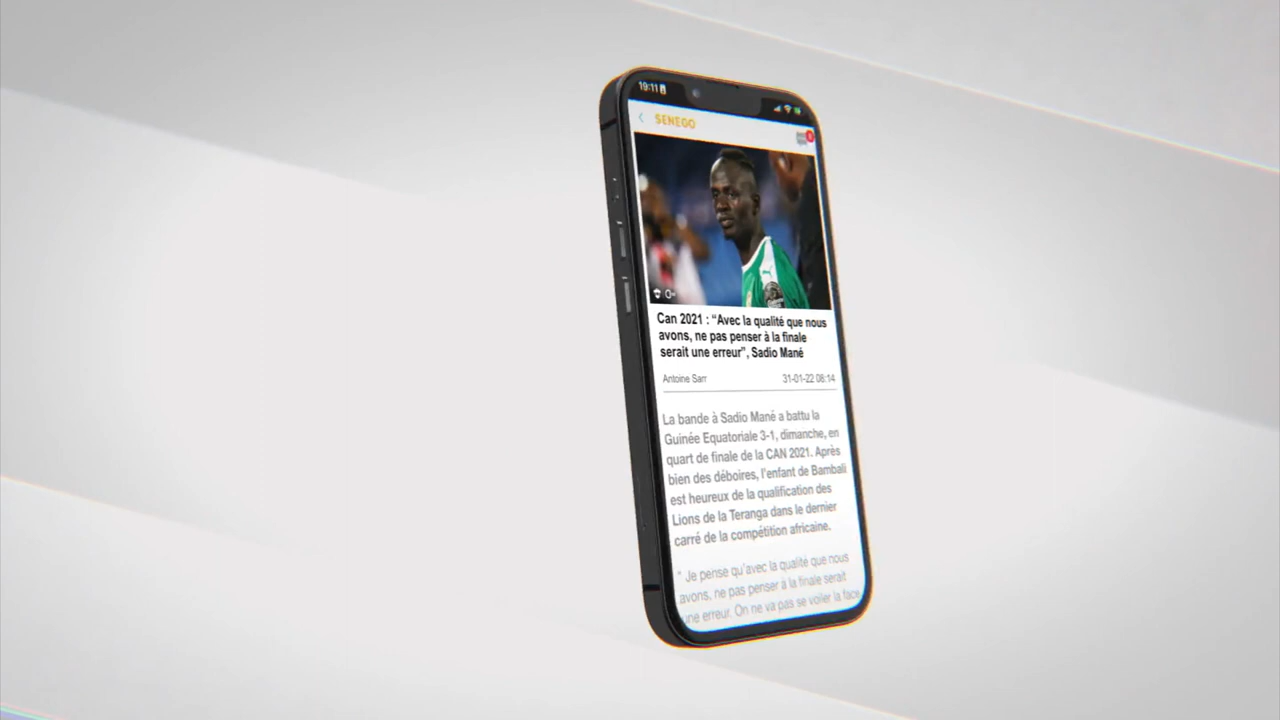 19:11
SENEGO
Can 2021 : “Avec la qualité que nous
avons, ne pas penser à la finale
serait une erreur”, Sadio Mané
Antoine Sarr 31-01-22 08:14
La bande à Sadio Mané a battu la
Guinée Equatoriale 3-1, dimanche, en
quart de finale de la CAN 2021. Après
bien des déboires, l’enfant de Bambali
est heureux de la qualification des
Lions de la Teranga dans le dernier
carré de la compétition africaine.
" Je pense qu’avec la qualité que nous
avons, ne pas penser à la finale serait
une erreur. On ne va pas se voiler la face